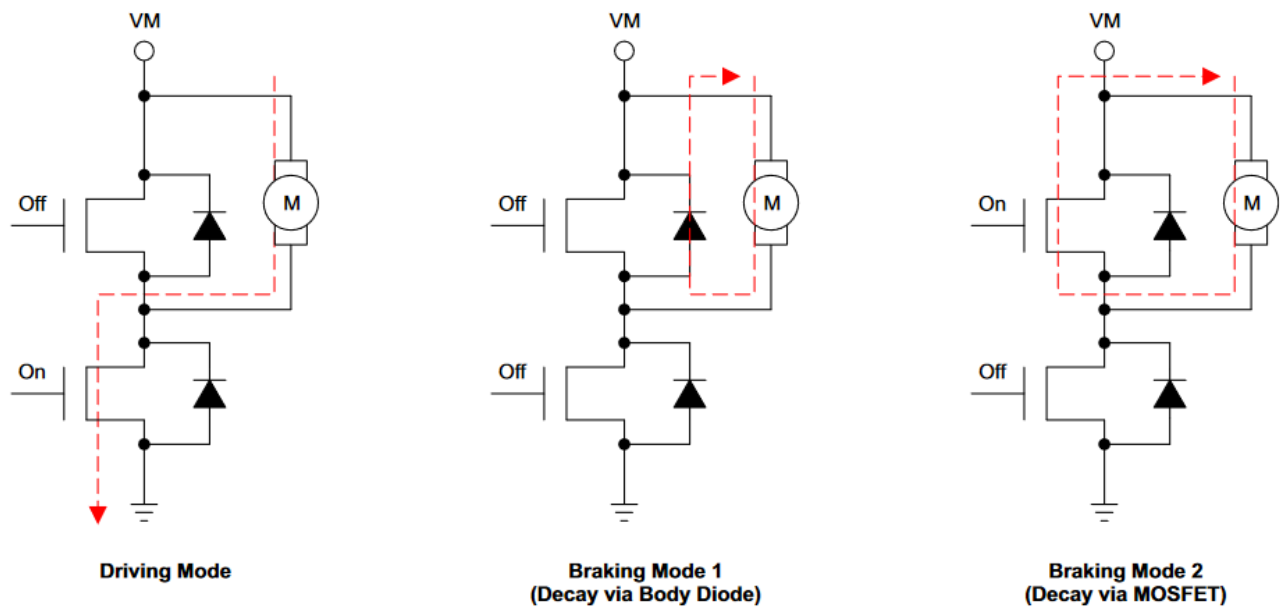 VM
Off
M
On
Driving Mode
VM
Off
M
Off
Braking Mode 1
(Decay via Body Diode)
VM
On
M
Off
Braking Mode 2
(Decay via MOSFET)